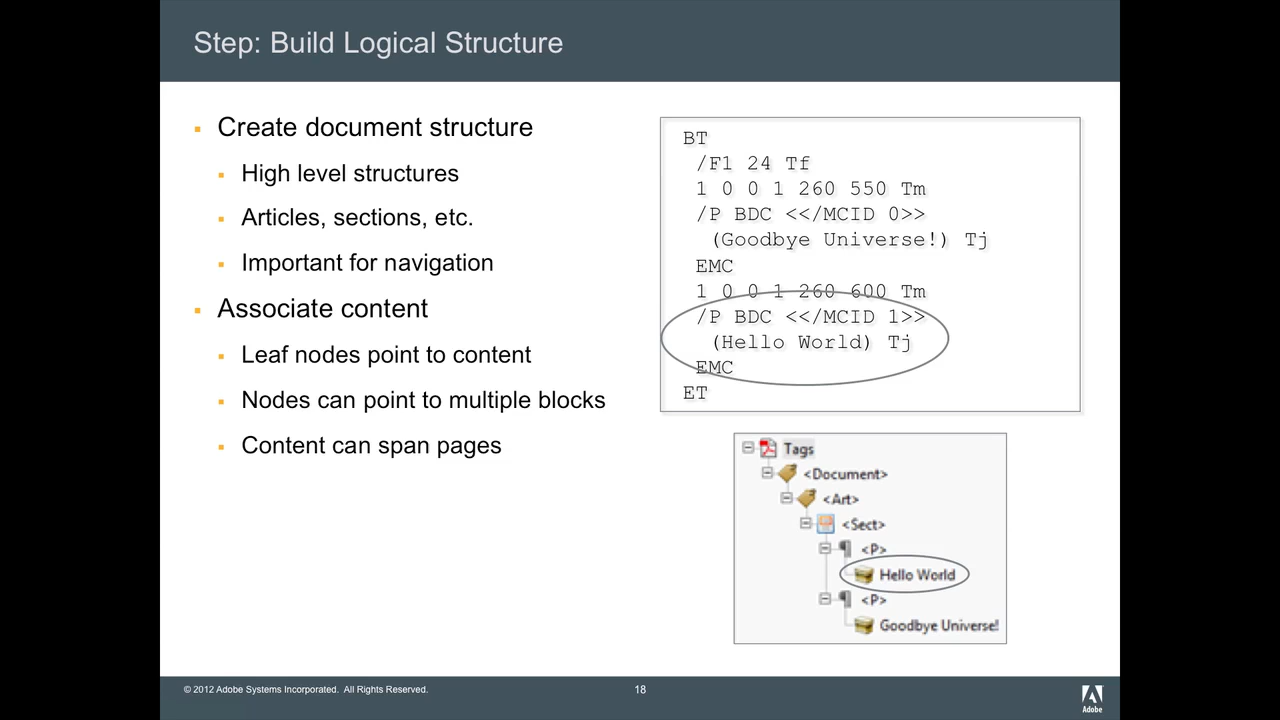 Step: Build Logical Structure
Create document structure
High level structures
Articles, sections, etc.
Important for navigation
Associate content
Leaf nodes point to content
Nodes can point to multiple blocks
Content can span pages
BT
/F1 24 Tf
1 0 0 1 260 550 Tm
/P BDC <</MCID 0>>
(Goodbye Universe!) Tj
EMC
1 0 0 1 260 600 Tm
/P BDC <</MCID 1>>
(Hello World) Tj
EMC
ET
Tags
<Document>
<Art>
<Sect>
<P>
Hello World
<P>
Goodbye Universe!
© 2012 Adobe Systems Incorporated. All Rights Reserved.
18
Adobe